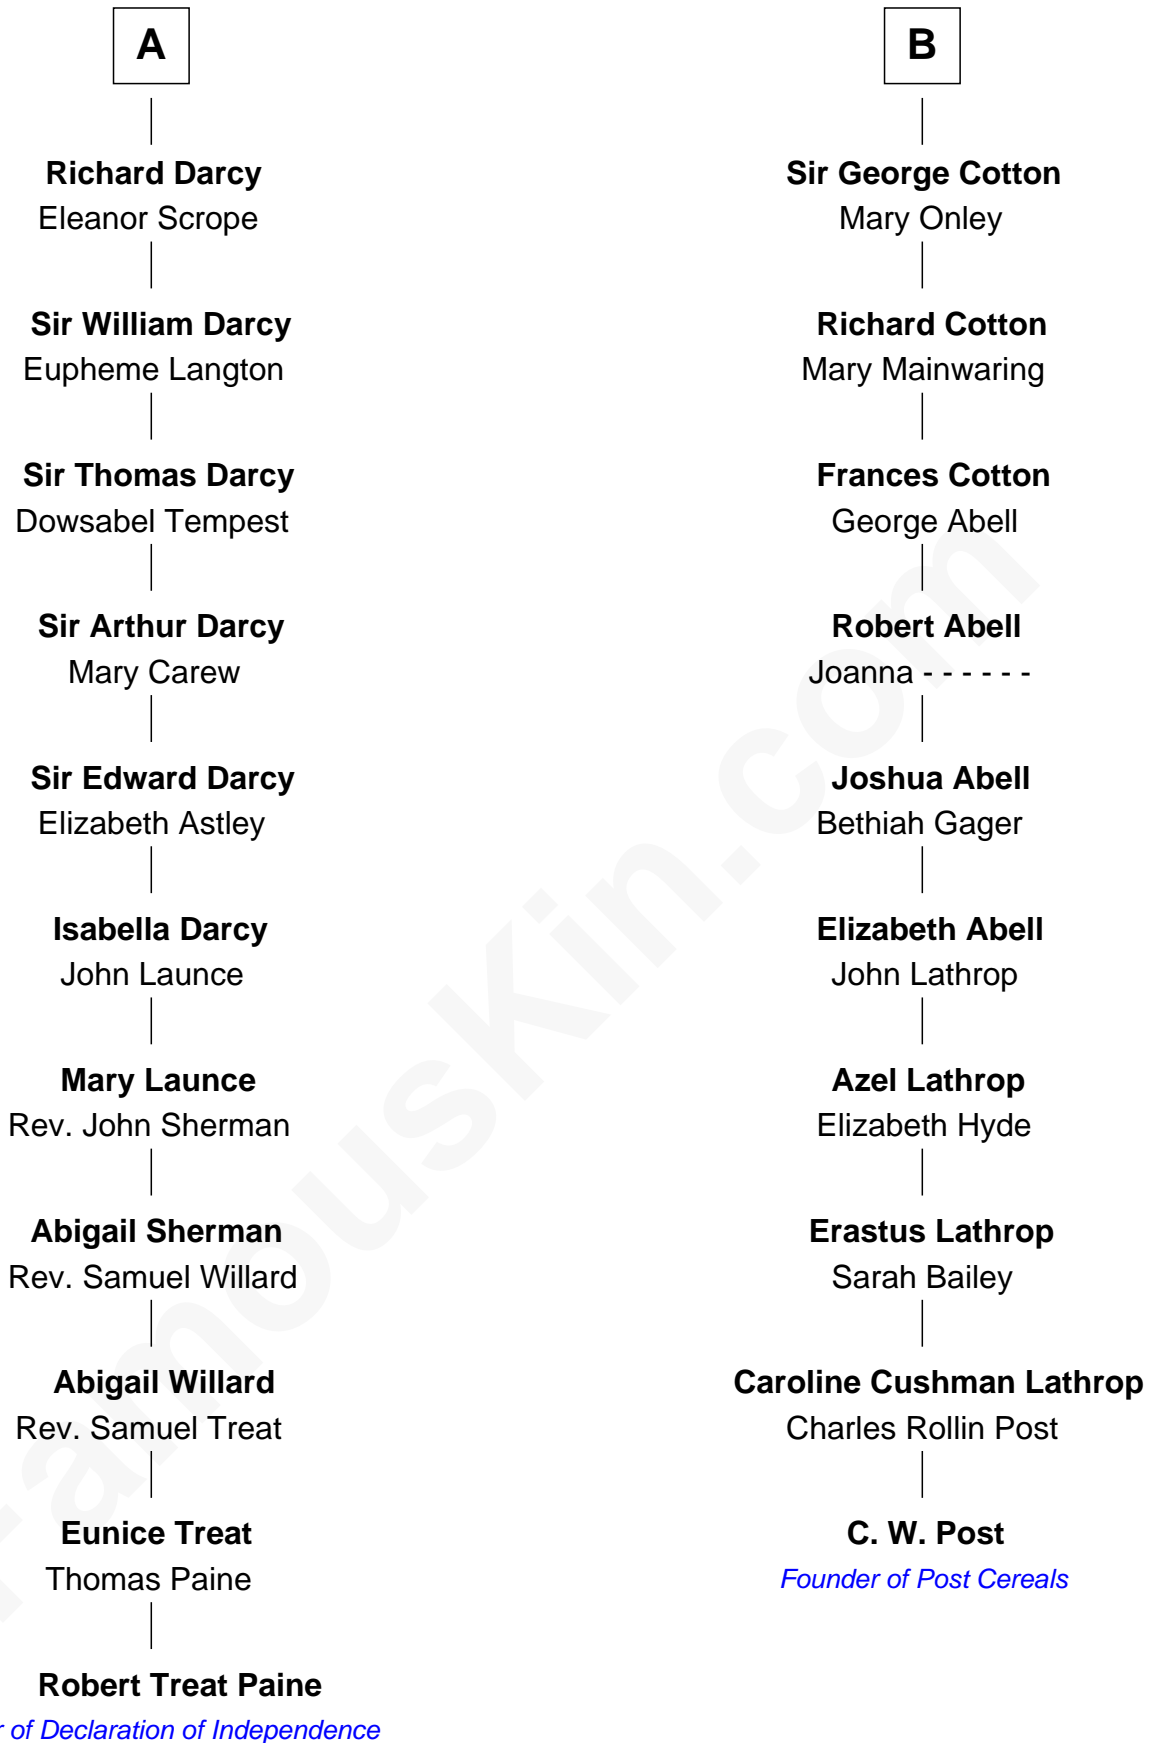 A
Richard Darcy
Eleanor Scrope
Sir William Darcy
Eupheme Langton
Sir Thomas Darcy
Dowsabel Tempest
Sir Arthur Darcy
Mary Carew
Sir Edward Darcy
Elizabeth Astley
Isabella Darcy
John Launce
Mary Launce
Rev. John Sherman
Abigail Sherman
Rev. Samuel Willard
Abigail Willard
Rev. Samuel Treat
Eunice Treat
Thomas Paine
Robert Treat Paine
r of Declaration of Independence
B
Sir George Cotton
Mary Onley
Richard Cotton
Mary Mainwaring
Frances Cotton
George Abell
Robert Abell
Joanna - - - - - -
Joshua Abell
Bethiah Gager
Elizabeth Abell
John Lathrop
Azel Lathrop
Elizabeth Hyde
Erastus Lathrop
Sarah Bailey
Caroline Cushman Lathrop
Charles Rollin Post
C. W. Post
Founder of Post Cereals
FamousKin.com